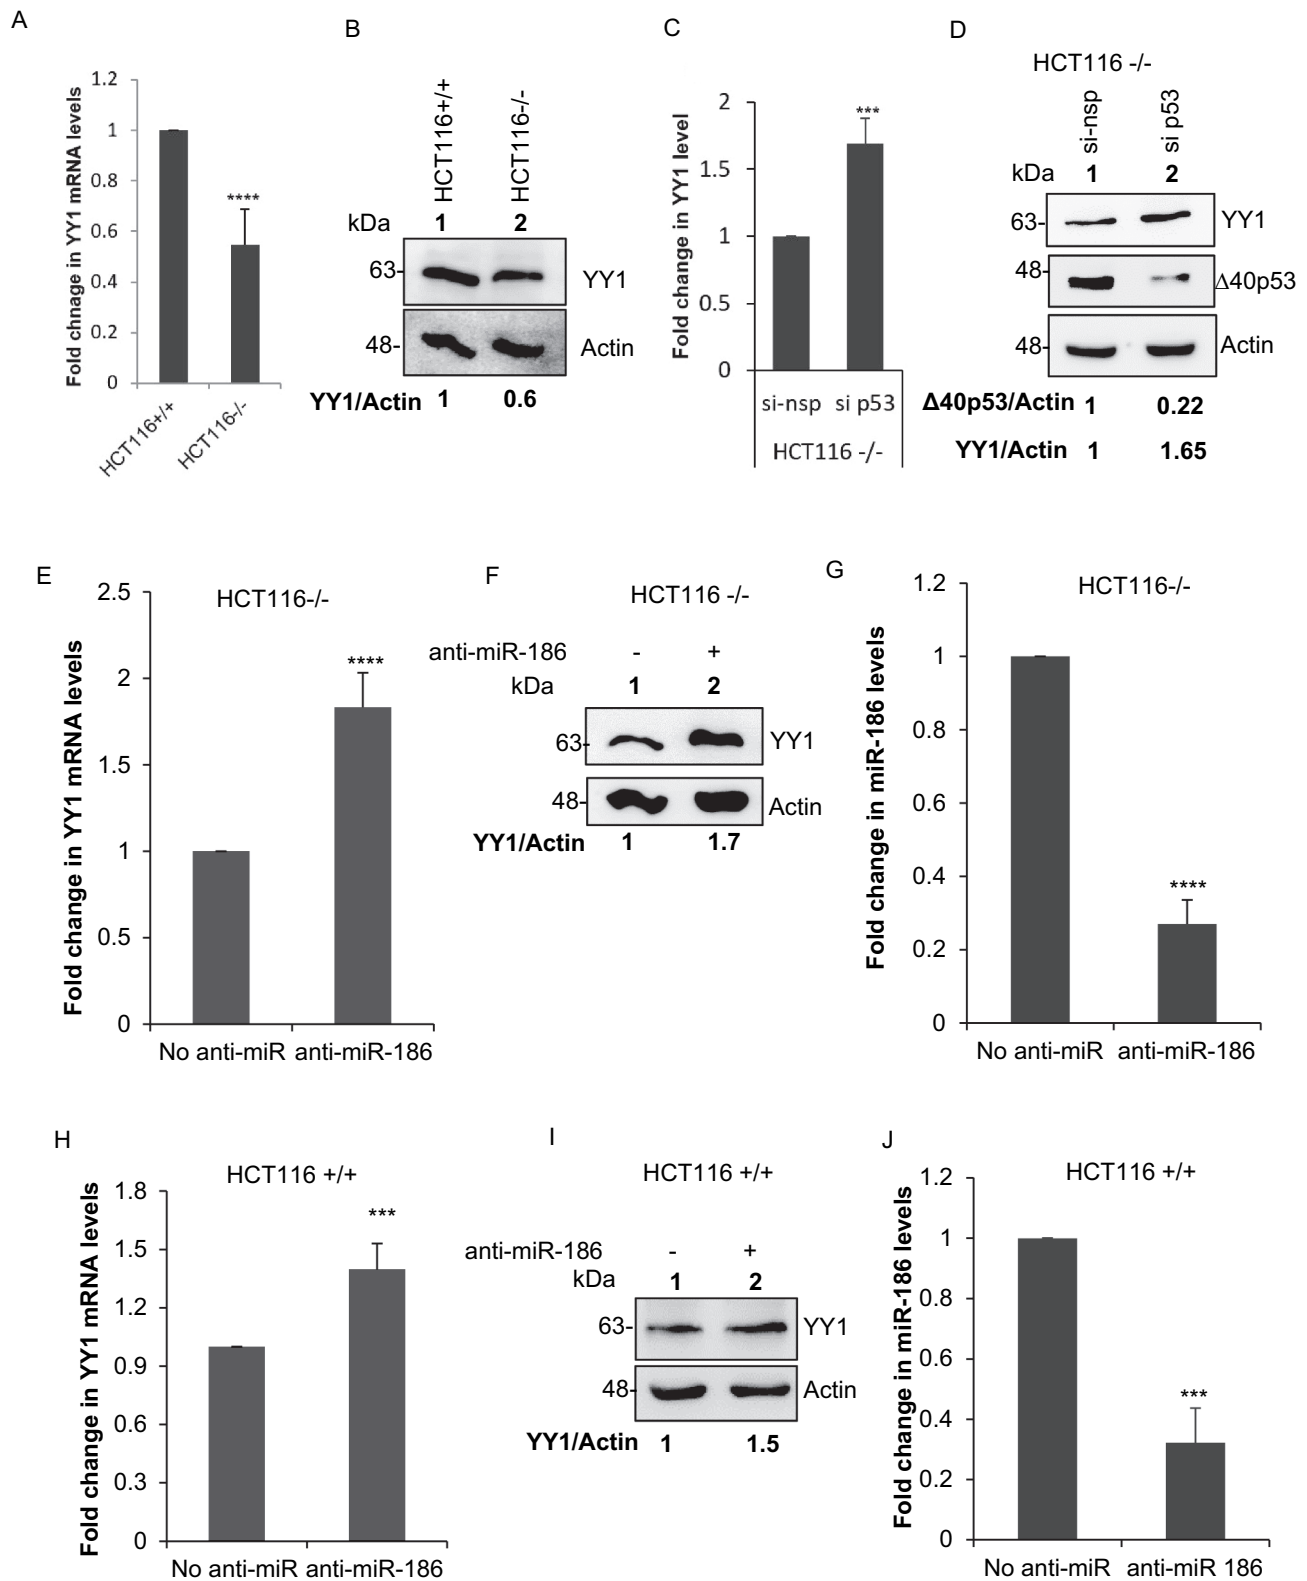 A
Fold chnage in YY1 mRNA levels
1.2
1
0.8
0.6
0.4
0.2
0
****
HCT116+/+
HCT116-/-
B
HCT116+/+
HCT116-/-
kDa 1 2
63-
YY1
48-
Actin
YY1/Actin 1 0.6
C
Fold change in YY1 level
2
1.5
1
0.5
0
***
si-nsp si p53
HCT116 -/-
D
HCT116 -/-
si-nsp
si p53
kDa 1 2
63-
YY1
48-
Δ40p53
48-
Actin
Δ40p53/Actin 1 0.22
YY1/Actin 1 1.65
E
HCT116-/-
Fold change in YY1 mRNA levels
2.5
2
1.5
1
0.5
0
****
No anti-miR anti-miR-186
F
HCT116 -/-
anti-miR-186 - +
kDa 1 2
63-
YY1
48-
Actin
YY1/Actin 1 1.7
G
HCT116-/-
Fold change in miR-186 levels
1.2
1
0.8
0.6
0.4
0.2
0
****
No anti-miR anti-miR-186
H
HCT116 +/+
Fold change in YY1 mRNA levels
1.8
1.5
1.2
0.9
0.6
0.3
0
***
No anti-miR anti-miR-186
I
HCT116 +/+
anti-miR-186 - +
kDa 1 2
63-
YY1
48-
Actin
YY1/Actin 1 1.5
J
HCT116 +/+
Fold change in miR-186 levels
1.2
1
0.8
0.6
0.4
0.2
0
***
No anti-miR anti-miR 186